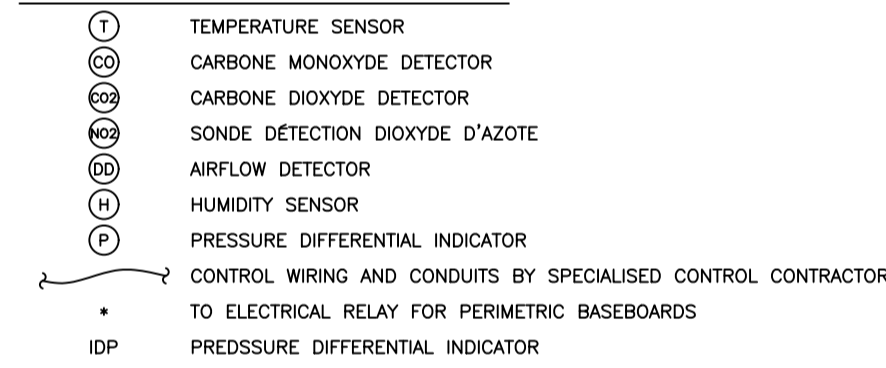 T TEMPERATURE SENSOR
CO CARBONE MONOXYDE DETECTOR
CO2 CARBONE DIOXYDE DETECTOR
NO2 SONDE DÉTECTION DIOXYDE D'AZOTE
DD AIRFLOW DETECTOR
H HUMIDITY SENSOR
P PRESSURE DIFFERENTIAL INDICATOR
CONTROL WIRING AND CONDUITS BY SPECIALISED CONTROL CONTRACTOR
* TO ELECTRICAL RELAY FOR PERIMETRIC BASEBOARDS
IDP PREDSSURE DIFFERENTIAL INDICATOR